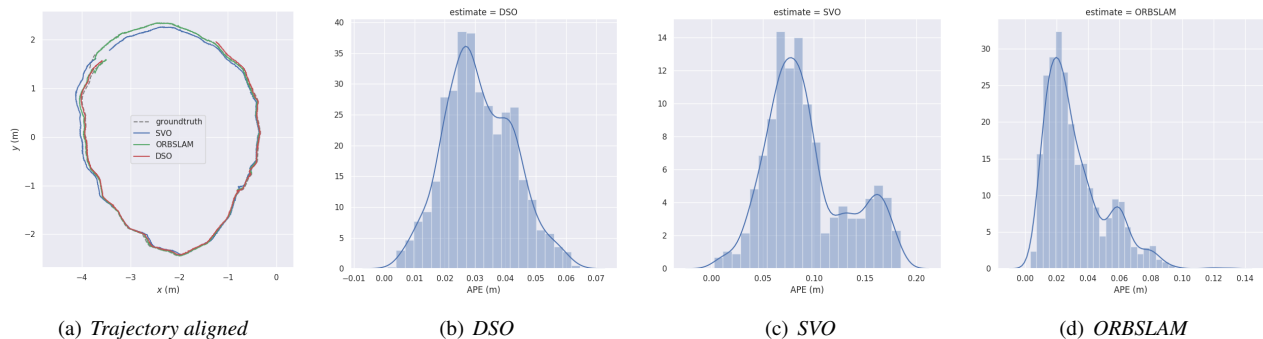 estimate = DSO
estimate = SVO
estimate = ORBSLAM
2
1
0
−1
−2
y (m)
groundtruth
SVO
ORBSLAM
DSO
−4 −3 −2 −1 0
x (m)
40
35
30
25
20
15
10
5
0
−0.01 0.00 0.01 0.02 0.03 0.04 0.05 0.06 0.07
APE (m)
14
12
10
8
6
4
2
0
0.00 0.05 0.10 0.15 0.20
APE (m)
30
25
20
15
10
5
0
0.00 0.02 0.04 0.06 0.08 0.10 0.12 0.14
APE (m)
(a) Trajectory aligned
(b) DSO
(c) SVO
(d) ORBSLAM